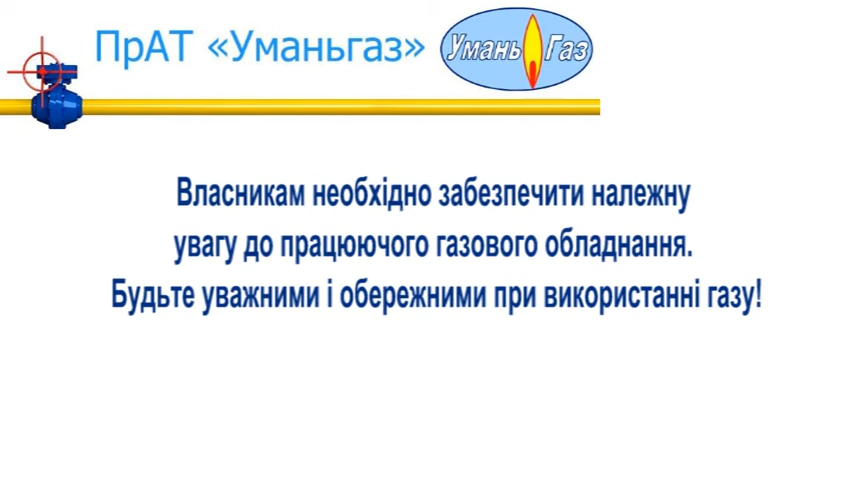 ПрАТ «Уманьгаз»
Умань Газ
Власникам необхідно забезпечити належну
увагу до працюючого газового обладнання.
Будьте уважними і обережними при використанні газу!